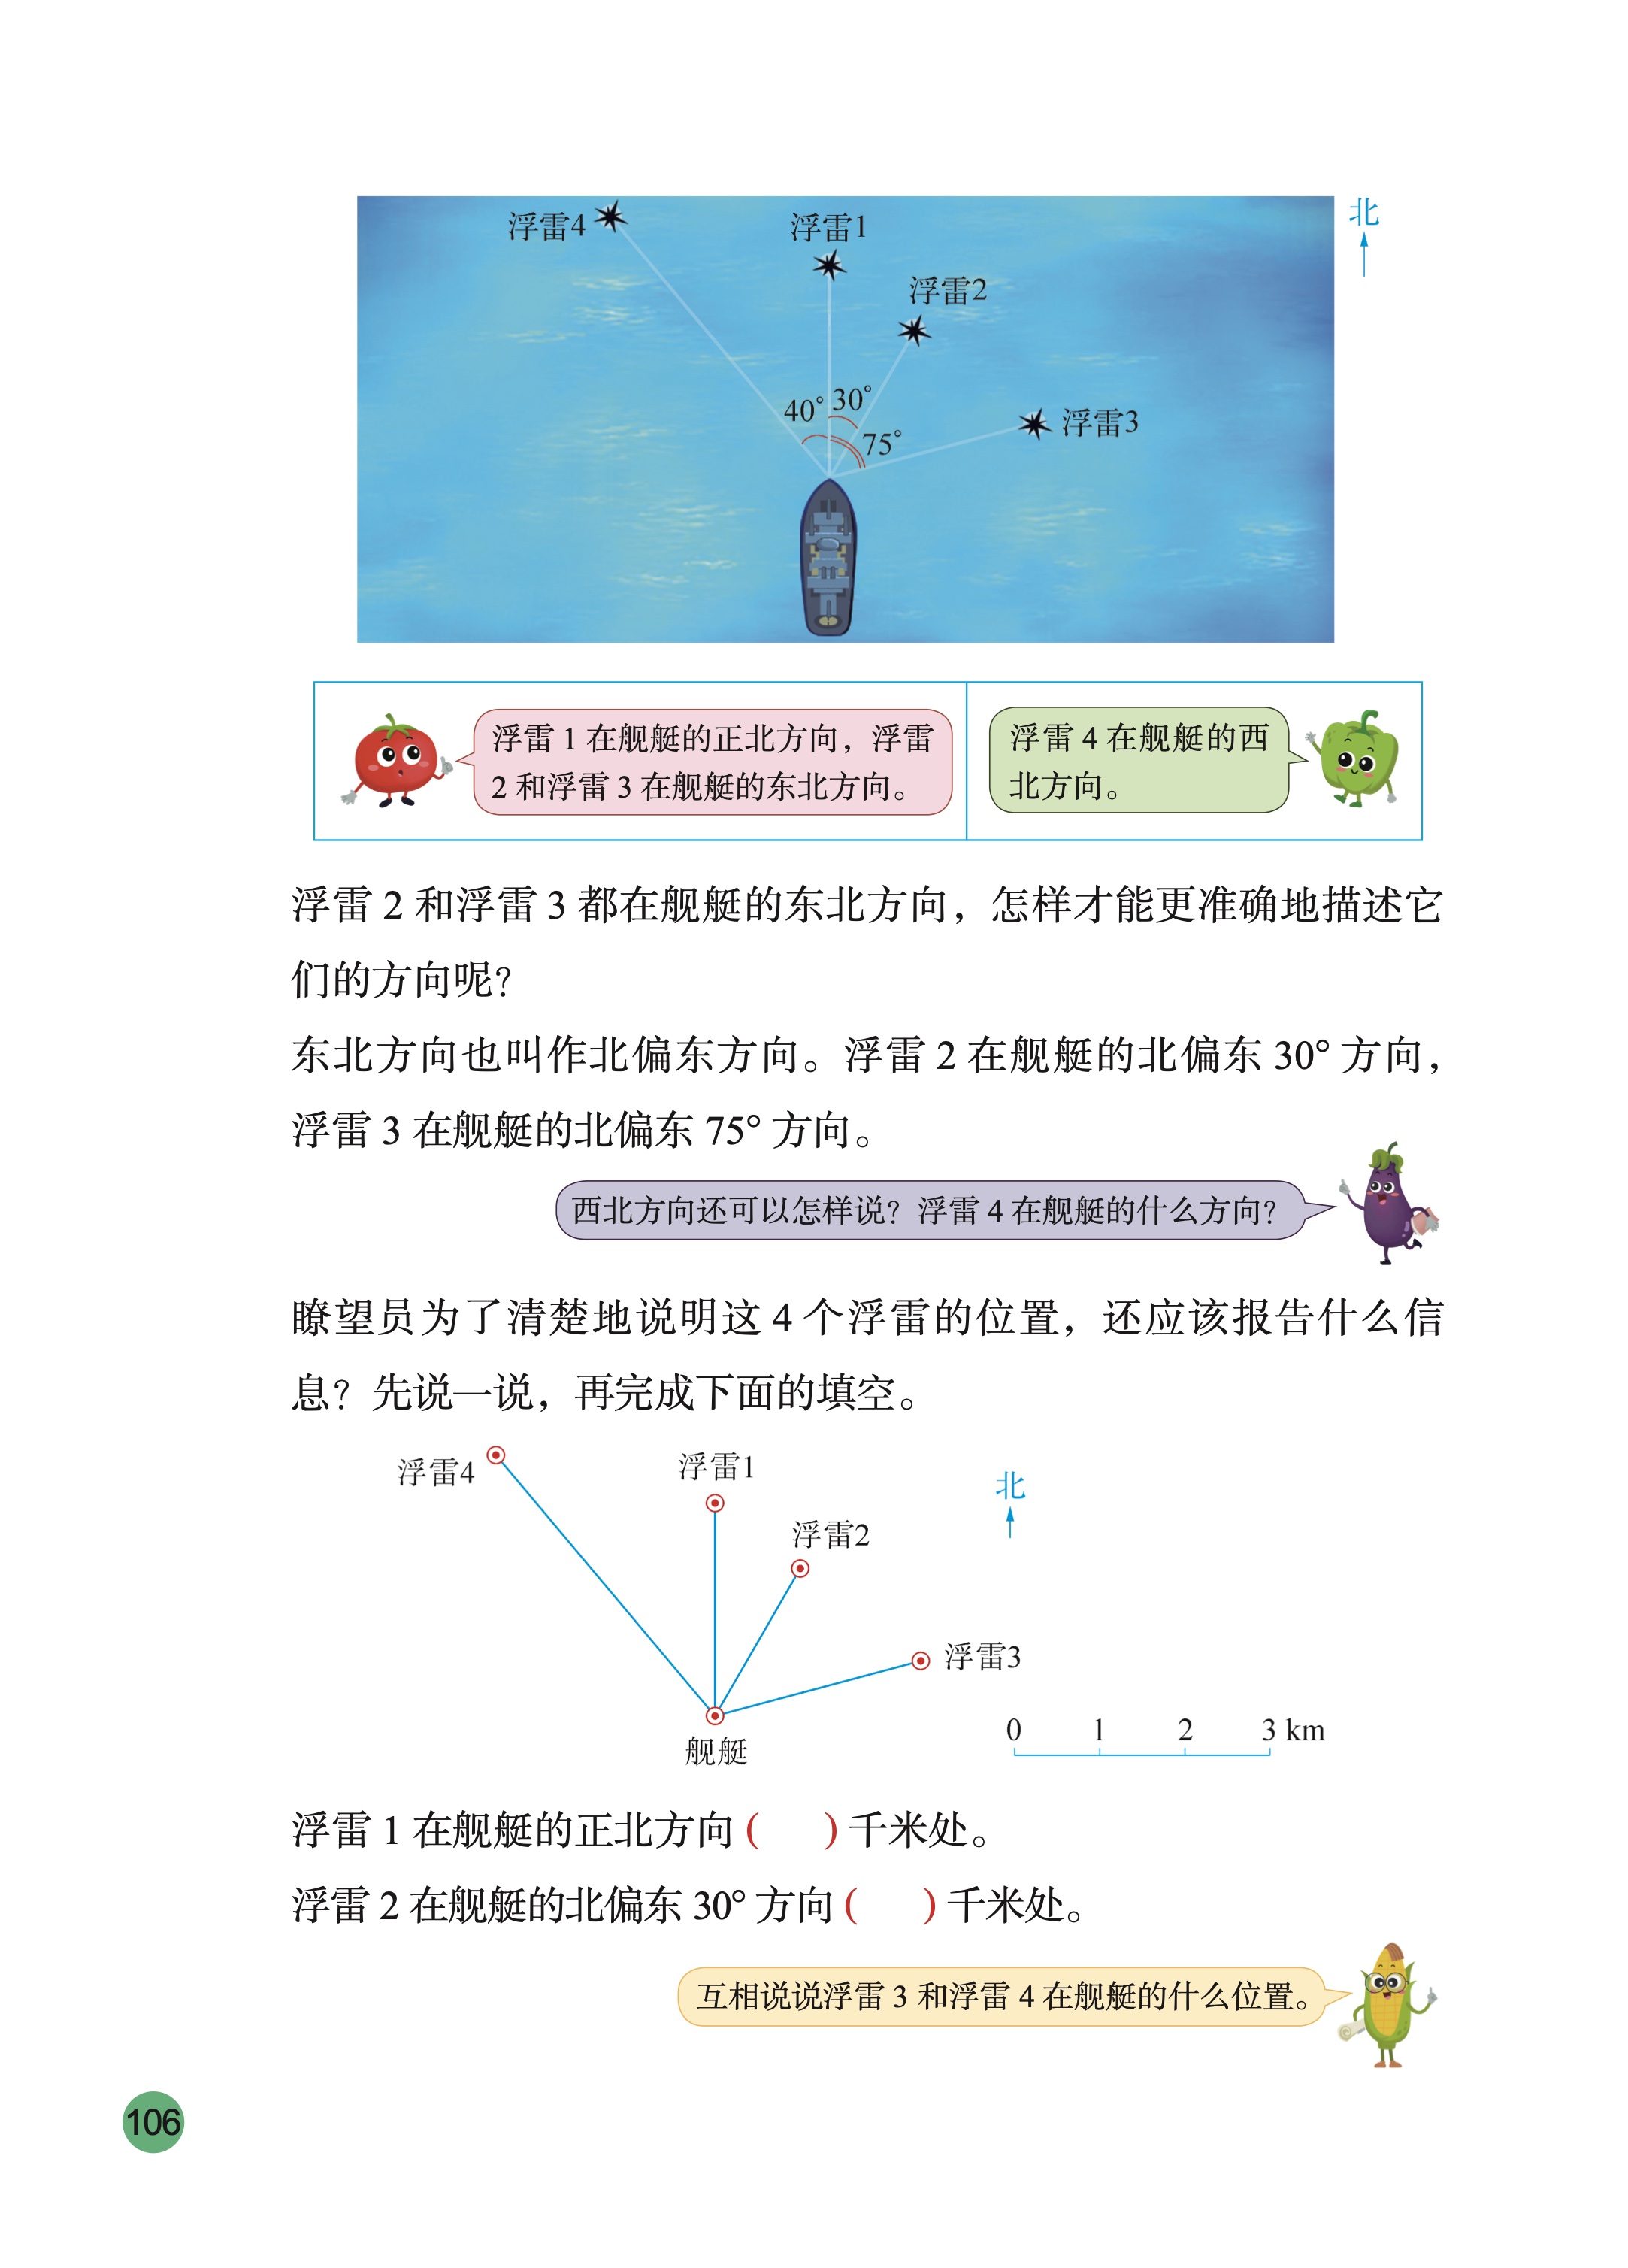 浮雷4
浮雷1
北
浮雷2
40°
30°
浮雷3
75°
浮雷 1 在舰艇的正北方向，浮雷
2 和浮雷 3 在舰艇的东北方向。
浮雷 4 在舰艇的西
北方向。
浮雷 2 和浮雷 3 都在舰艇的东北方向，怎样才能更准确地描述它
们的方向呢？
东北方向也叫作北偏东方向。浮雷 2 在舰艇的北偏东 30° 方向，
浮雷 3 在舰艇的北偏东 75° 方向。
西北方向还可以怎样说？浮雷 4 在舰艇的什么方向？
瞭望员为了清楚地说明这 4 个浮雷的位置，还应该报告什么信
息？先说一说，再完成下面的填空。
浮雷4
浮雷1
北
浮雷2
浮雷3
舰艇
0 1 2 3 km
浮雷 1 在舰艇的正北方向（　）千米处。
浮雷 2 在舰艇的北偏东 30° 方向（　）千米处。
互相说说浮雷 3 和浮雷 4 在舰艇的什么位置。
106